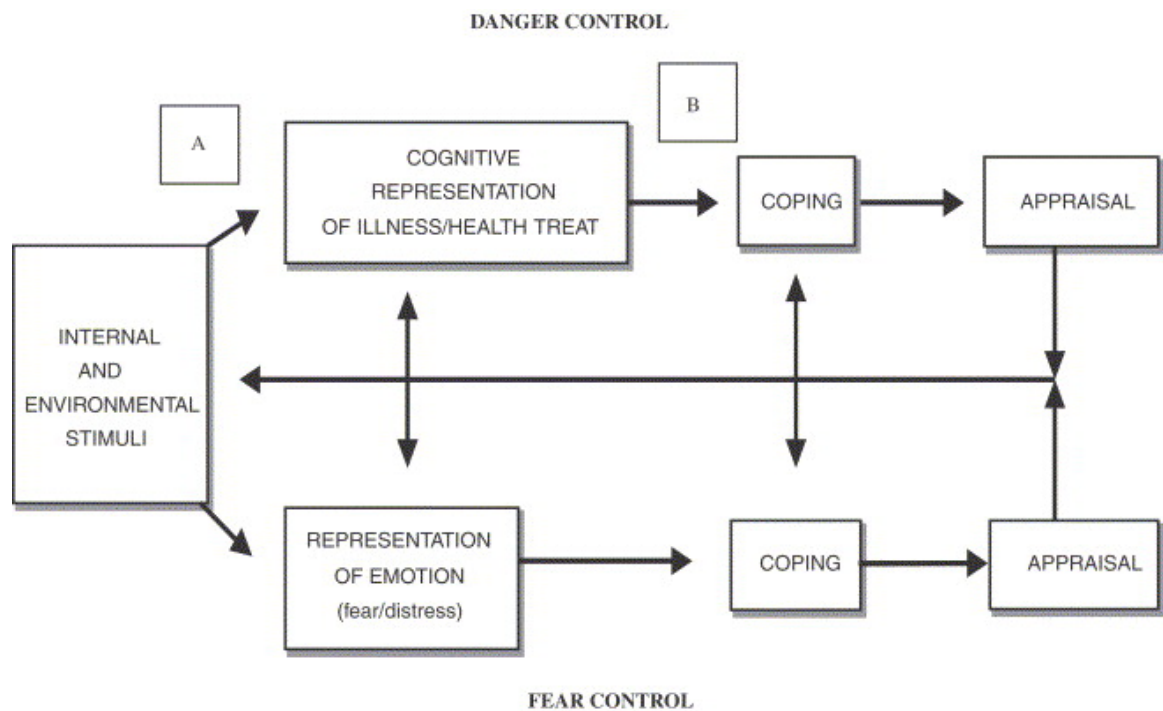 DANGER CONTROL
A
B
COGNITIVE
REPRESENTATION
OF ILLNESS/HEALTH TREAT
COPING
APPRAISAL
INTERNAL
AND
ENVIRONMENTAL
STIMULI
REPRESENTATION
OF EMOTION
(fear/distress)
COPING
APPRAISAL
FEAR CONTROL